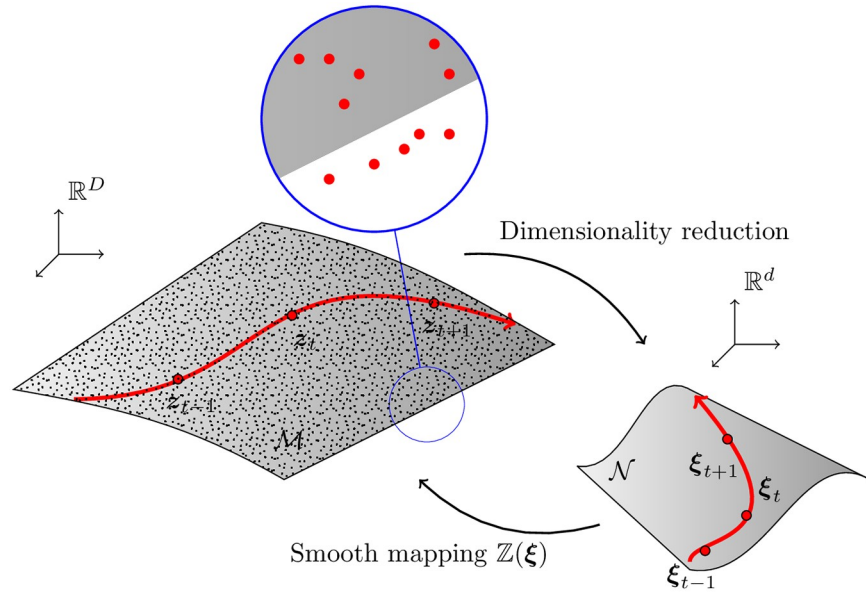 ℝ^D
Dimensionality reduction
ℝ^d
z_{t+1}
z_t
z_{t−1}
ℳ
𝒩
ξ_{t+1}
ξ_t
Smooth mapping ℤ(ξ)
ξ_{t−1}